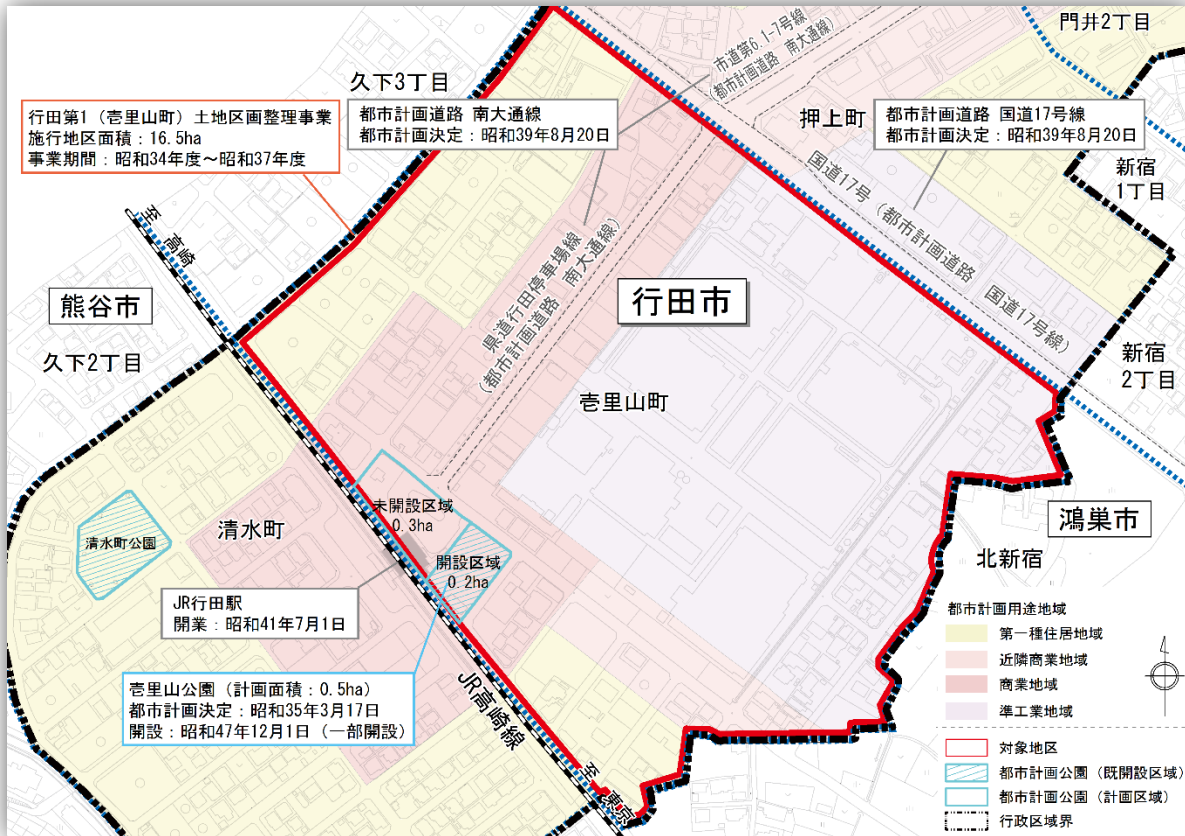 門井2丁目
久下3丁目
市道第6.1-7号線
(都市計画道路 南大通線)
行田第1（壱里山町）土地区画整理事業
施行地区面積：16.5ha
事業期間：昭和34年度～昭和37年度
都市計画道路 南大通線
都市計画決定：昭和39年8月20日
押上町
都市計画道路 国道17号線
都市計画決定：昭和39年8月20日
新宿
1丁目
国道17号（都市計画道路 国道17号線）
至 高崎
県道行田停車場線
(都市計画道路 南大通線)
行田市
熊谷市
久下2丁目
新宿
2丁目
壱里山町
未開設区域
0.3ha
清水町
清水町公園
開設区域
0.2ha
鴻巣市
北新宿
JR行田駅
開業：昭和41年7月1日
壱里山公園（計画面積：0.5ha）
都市計画決定：昭和35年3月17日
開設：昭和47年12月1日（一部開設）
JR高崎線
至 東京
都市計画用途地域
第一種住居地域
近隣商業地域
商業地域
準工業地域
対象地区
都市計画公園（既開設区域）
都市計画公園（計画区域）
行政区域界